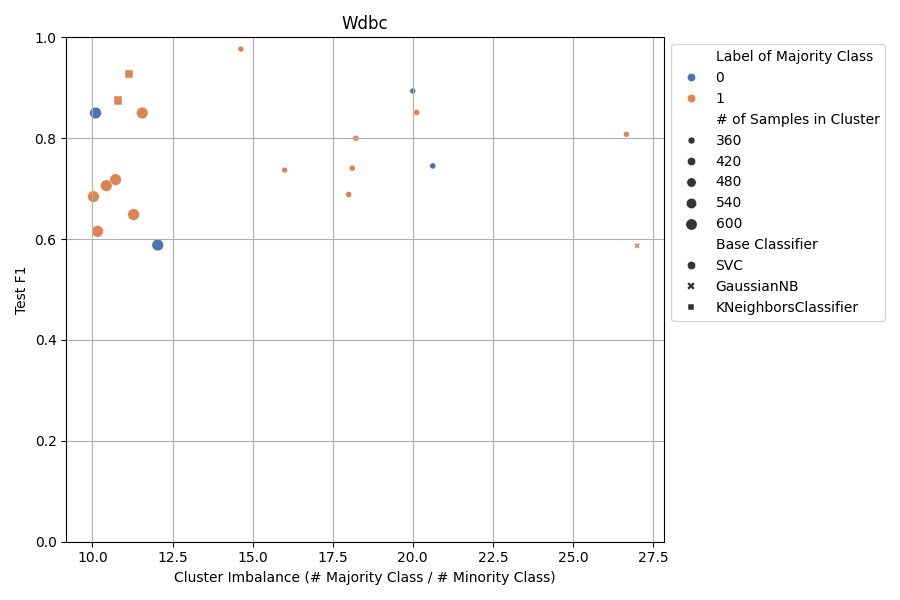 Wdbc
1.0
0.8
0.6
0.4
0.2
0.0
Test F1
10.0 12.5 15.0 17.5 20.0 22.5 25.0 27.5
Cluster Imbalance (# Majority Class / # Minority Class)
Label of Majority Class
0
1
# of Samples in Cluster
360
420
480
540
600
Base Classifier
SVC
GaussianNB
KNeighborsClassifier